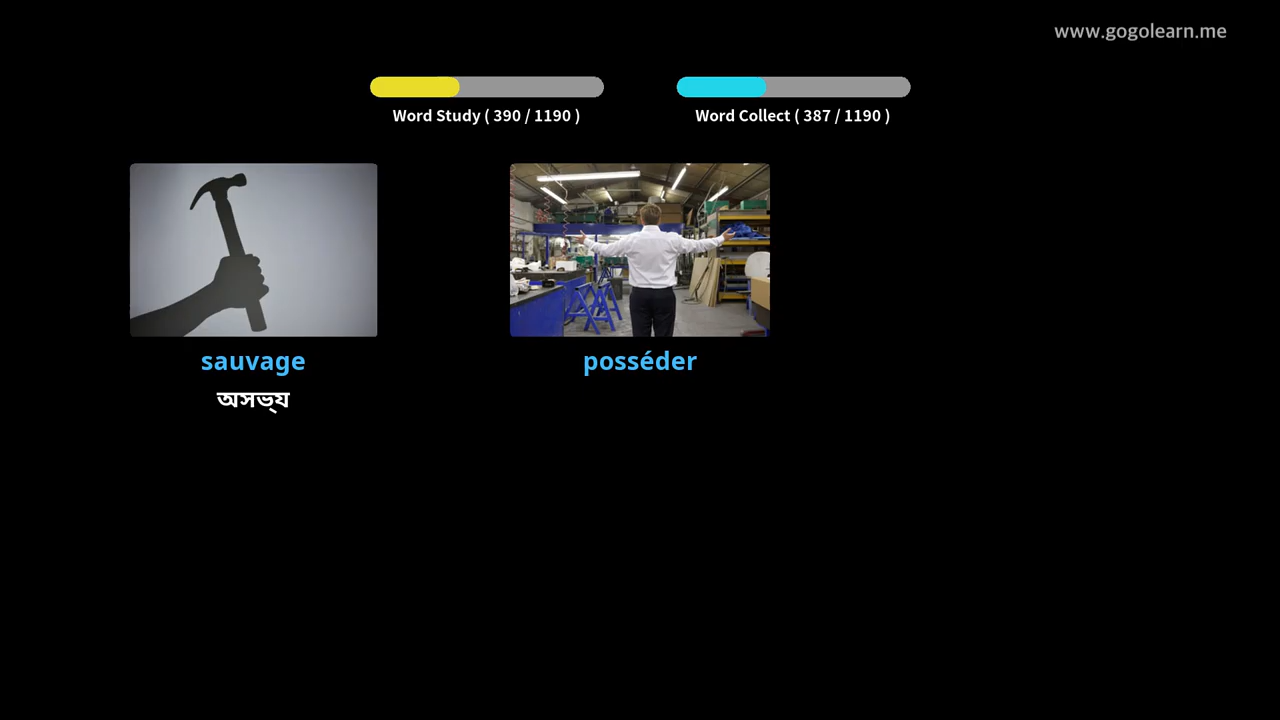 www.gogolearn.me
Word Study ( 390 / 1190 )
Word Collect ( 387 / 1190 )
sauvage
posséder
অসভ্য